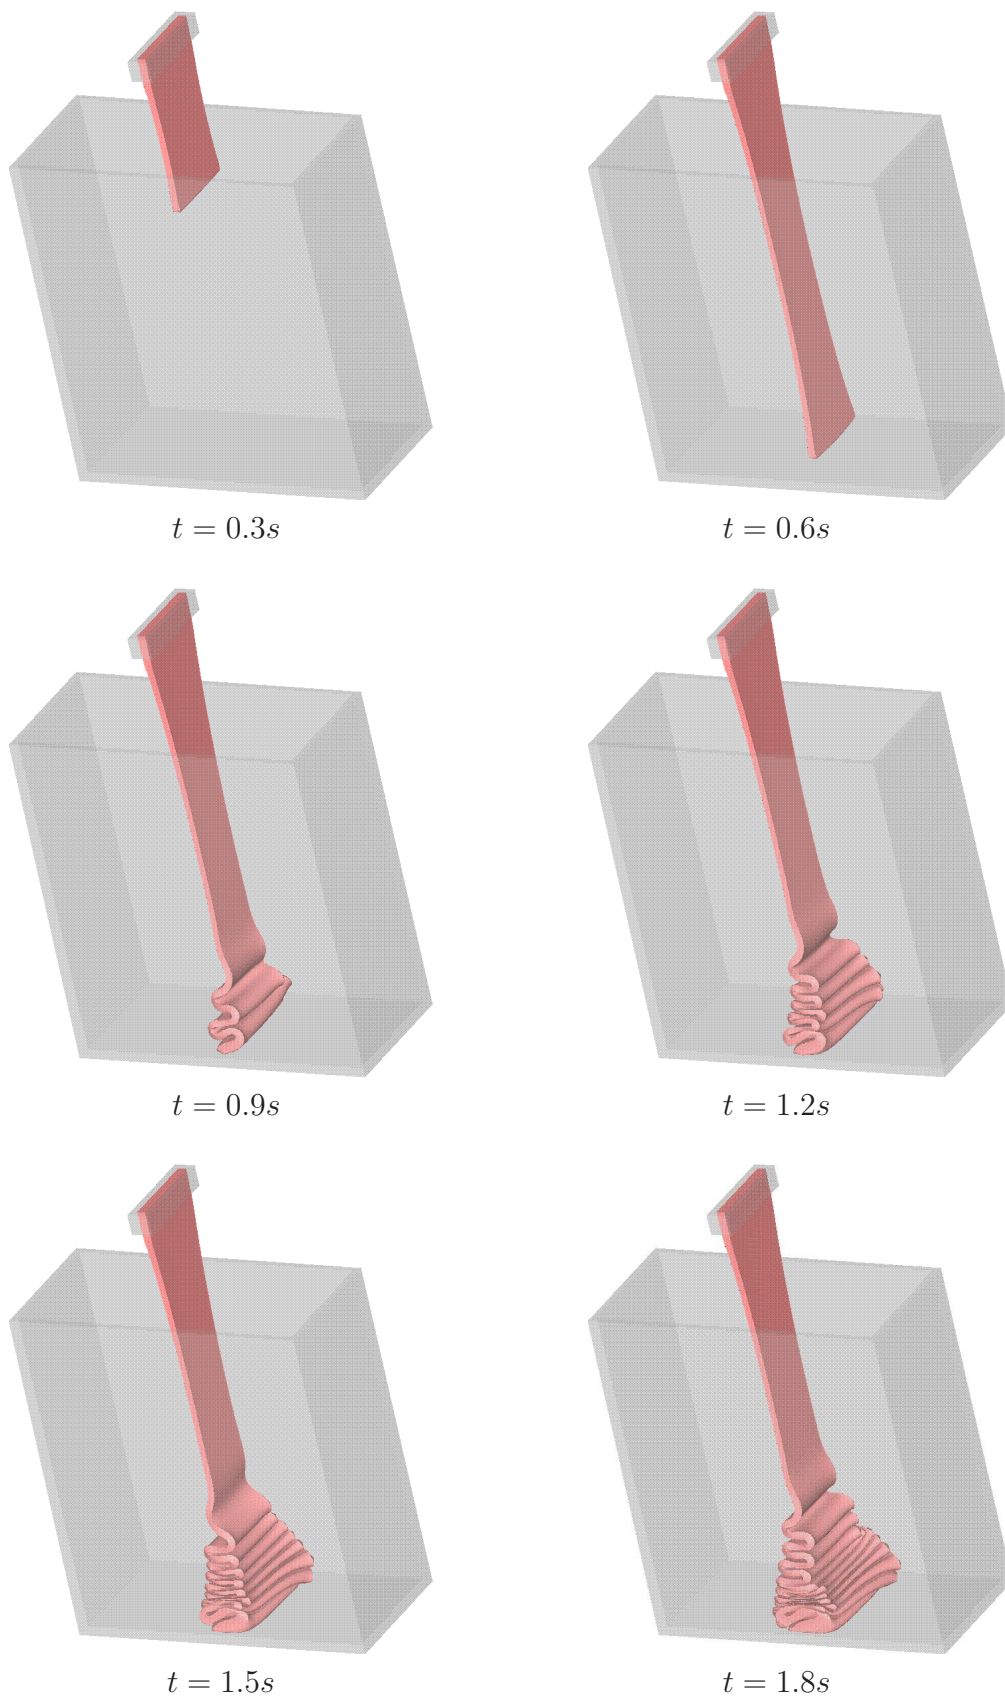 t = 0.3s
t = 0.6s
t = 0.9s
t = 1.2s
t = 1.5s
t = 1.8s